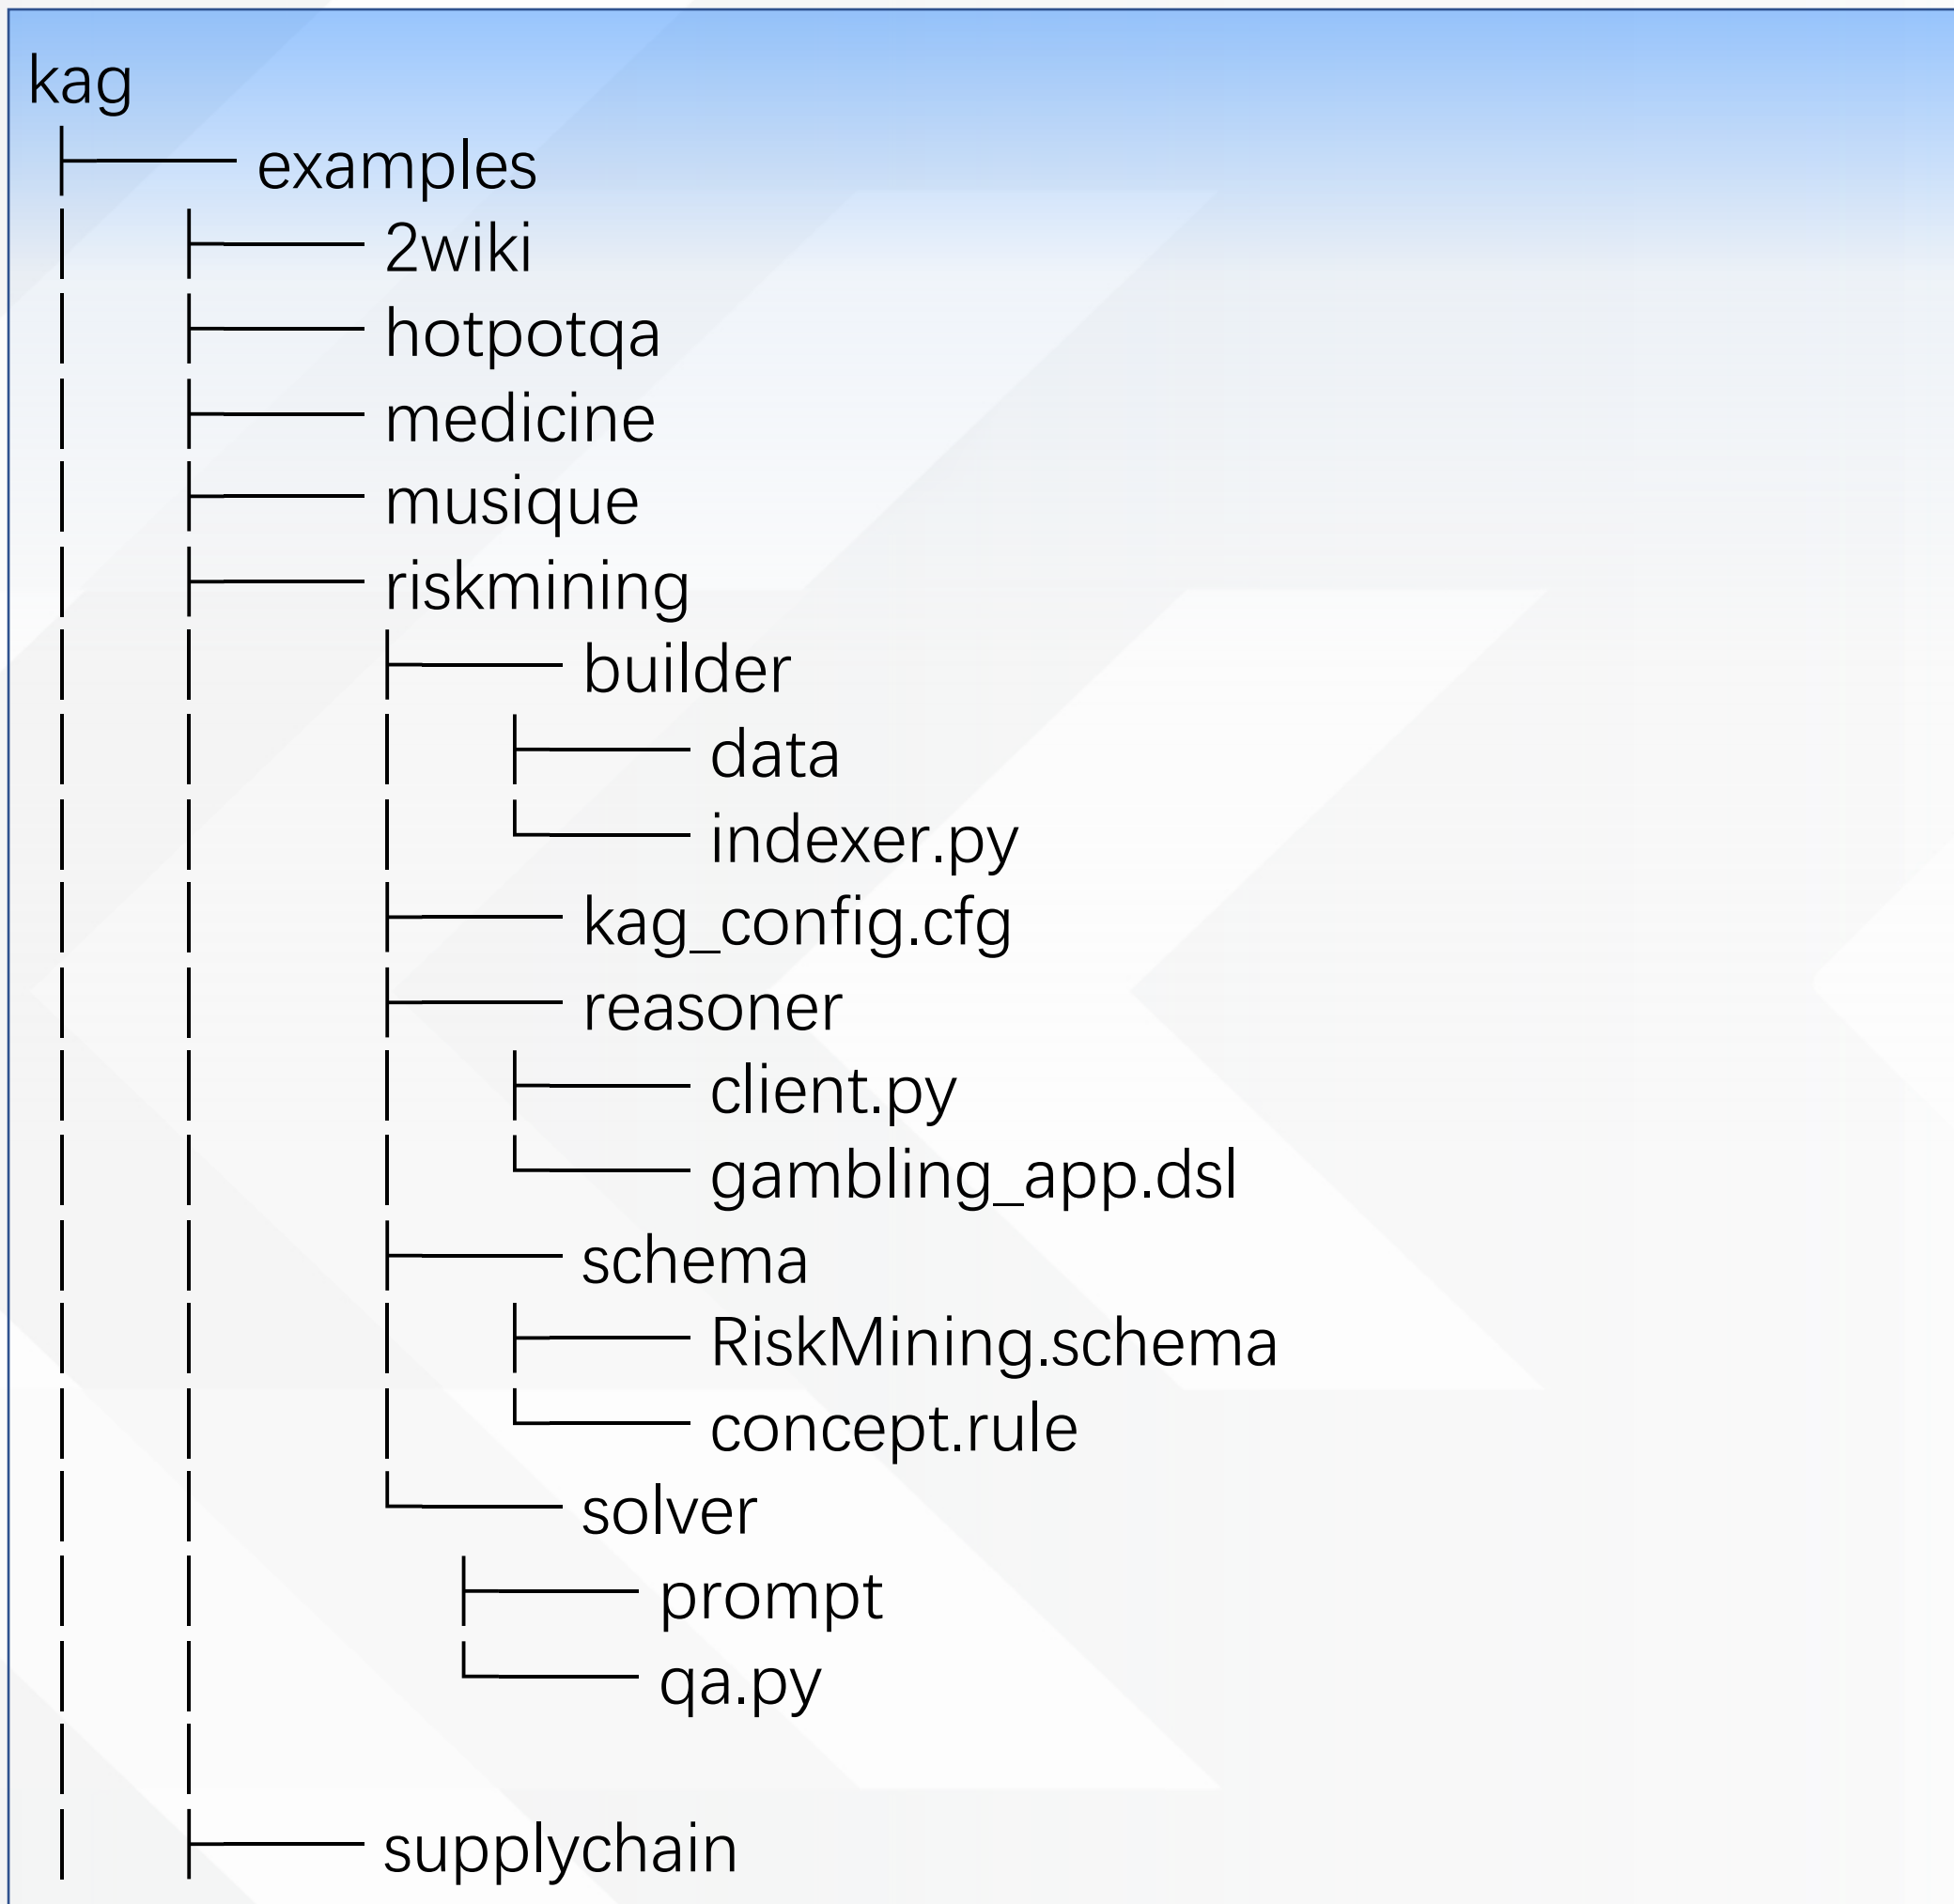 kag
├── examples
│   ├── 2wiki
│   ├── hotpotqa
│   ├── medicine
│   ├── musique
│   ├── riskmining
│   │   ├── builder
│   │   │   ├── data
│   │   │   └── indexer.py
│   │   ├── kag_config.cfg
│   │   ├── reasoner
│   │   │   ├── client.py
│   │   │   └── gambling_app.dsl
│   │   ├── schema
│   │   │   ├── RiskMining.schema
│   │   │   └── concept.rule
│   │   └── solver
│   │       ├── prompt
│   │       └── qa.py
│   │
│   ├── supplychain